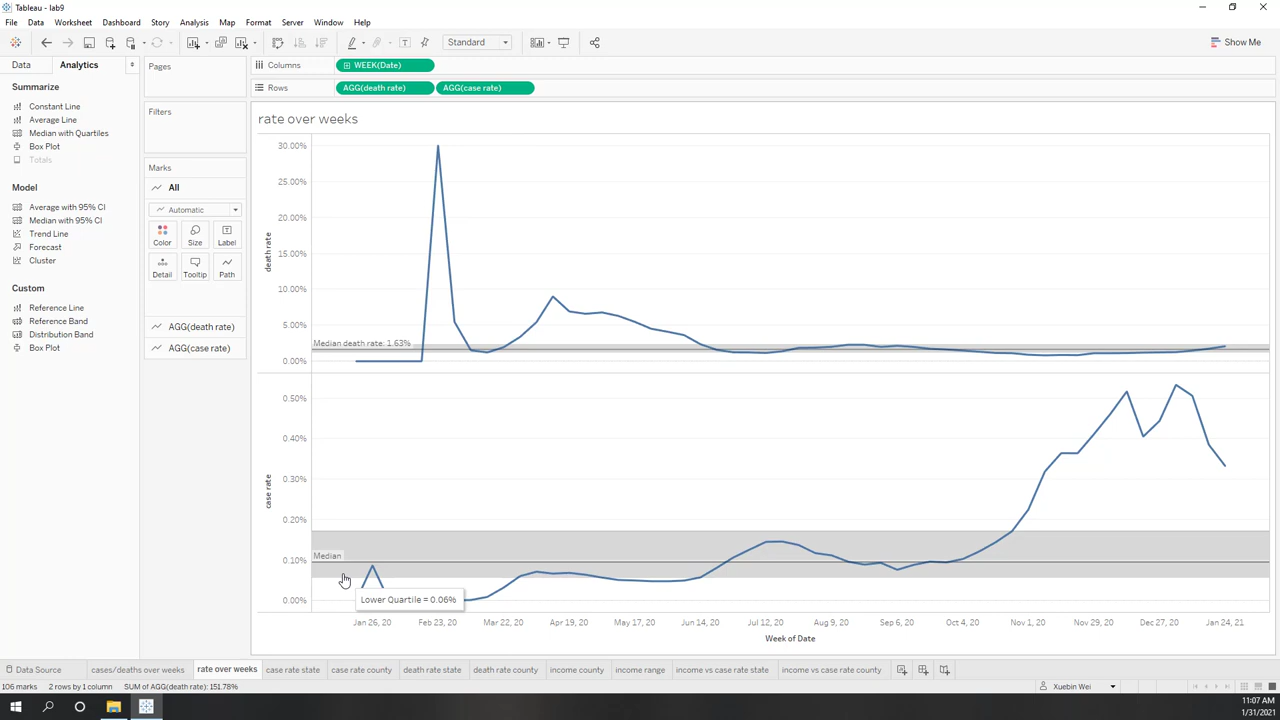 Tableau - lab9
File Data Worksheet Dashboard Story Analysis Map Format Server Window Help
Standard
Show Me
Data Analytics
Summarize
Constant Line
Average Line
Median with Quartiles
Box Plot
Totals
Model
Average with 95% CI
Median with 95% CI
Trend Line
Forecast
Cluster
Custom
Reference Line
Reference Band
Distribution Band
Box Plot
Pages
Filters
Marks
All
Automatic
Color Size Label
Detail Tooltip Path
AGG(death rate)
AGG(case rate)
Columns WEEK(Date)
Rows AGG(death rate) AGG(case rate)
rate over weeks
30.00%
25.00%
20.00%
15.00%
10.00%
5.00%
0.00%
death rate
Median death rate: 1.63%
0.50%
0.40%
0.30%
0.20%
0.10%
0.00%
case rate
Median
Lower Quartile = 0.06%
Jan 26, 20 Feb 23, 20 Mar 22, 20 Apr 19, 20 May 17, 20 Jun 14, 20 Jul 12, 20 Aug 9, 20 Sep 6, 20 Oct 4, 20 Nov 1, 20 Nov 29, 20 Dec 27, 20 Jan 24, 21
Week of Date
Data Source cases/deaths over weeks rate over weeks case rate state case rate county death rate state death rate county income county income range income vs case rate state income vs case rate county
106 marks 2 rows by 1 column SUM of AGG(death rate): 151.78%
Xuebin Wei
11:07 AM
1/31/2021